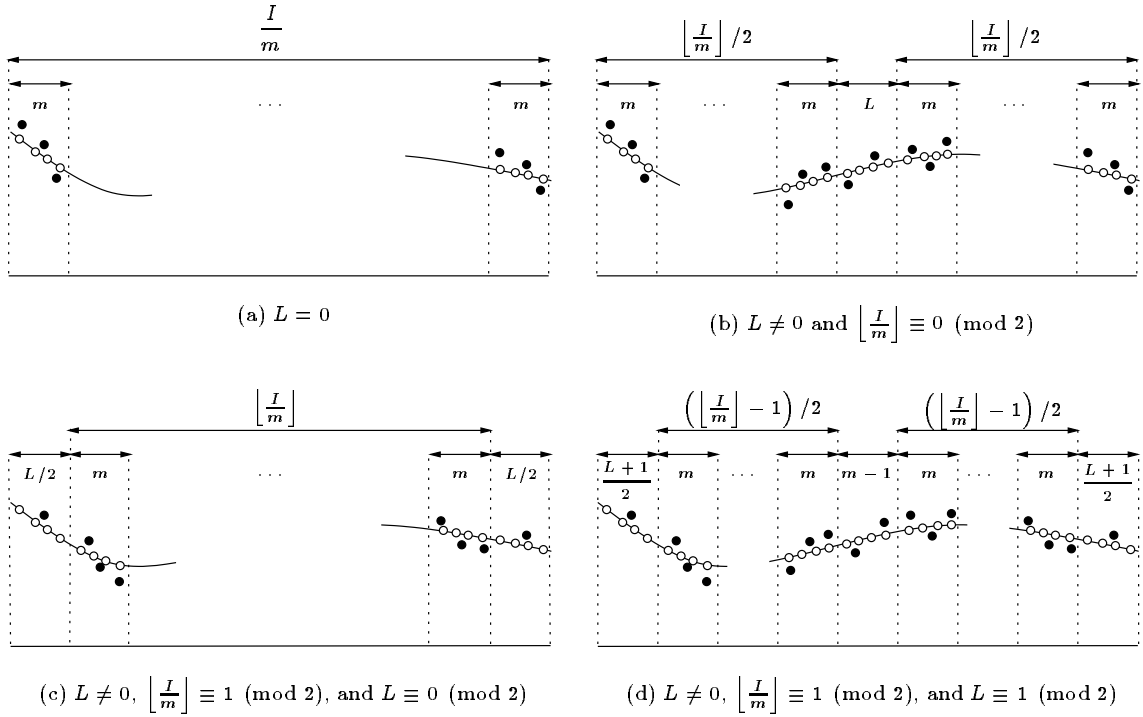 I/m
m
. . .
m
(a) L = 0
⌊I/m⌋ /2
⌊I/m⌋ /2
m
. . .
m
L
m
. . .
m
(b) L ≠ 0 and ⌊I/m⌋ ≡ 0 (mod 2)
⌊I/m⌋
L/2
m
. . .
m
L/2
(c) L ≠ 0, ⌊I/m⌋ ≡ 1 (mod 2), and L ≡ 0 (mod 2)
(⌊I/m⌋ − 1) /2
(⌊I/m⌋ − 1) /2
(L + 1)/2
m
. . .
m
m − 1
m
. . .
m
(L + 1)/2
(d) L ≠ 0, ⌊I/m⌋ ≡ 1 (mod 2), and L ≡ 1 (mod 2)